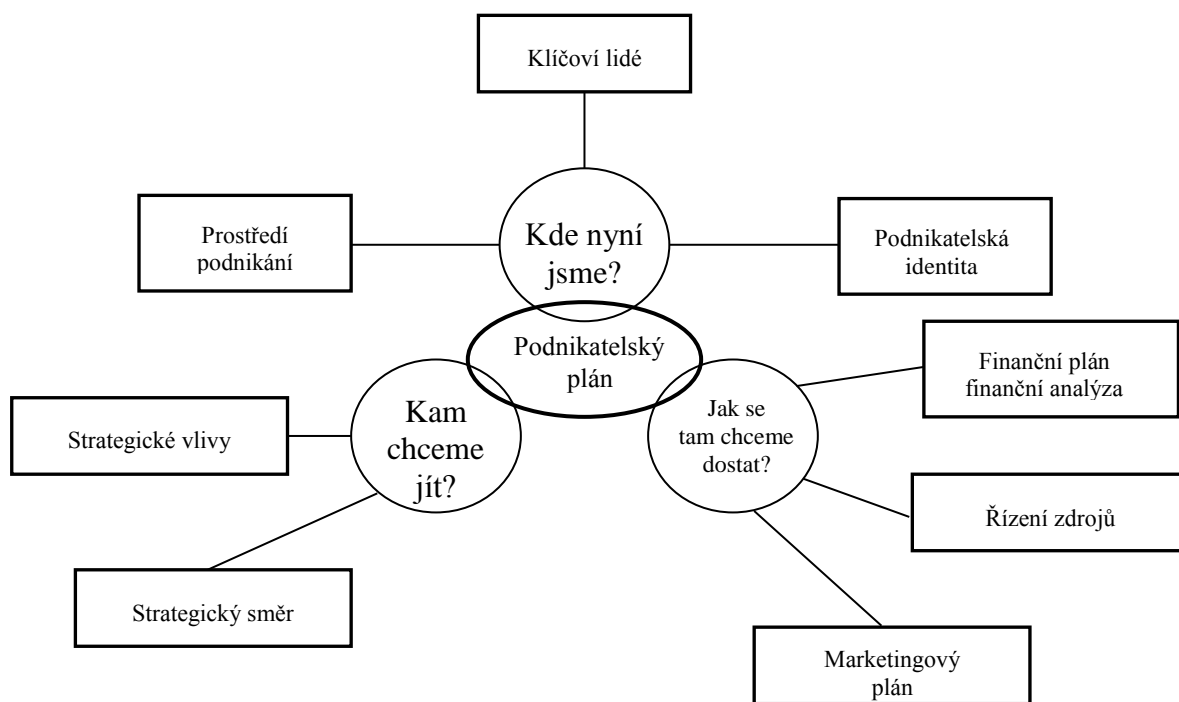 Klíčoví lidé
Prostředí
podnikání
Kde nyní
jsme?
Podnikatelská
identita
Podnikatelský
plán
Finanční plán
finanční analýza
Strategické vlivy
Kam
chceme
jít?
Jak se
tam chceme
dostat?
Řízení zdrojů
Strategický směr
Marketingový
plán